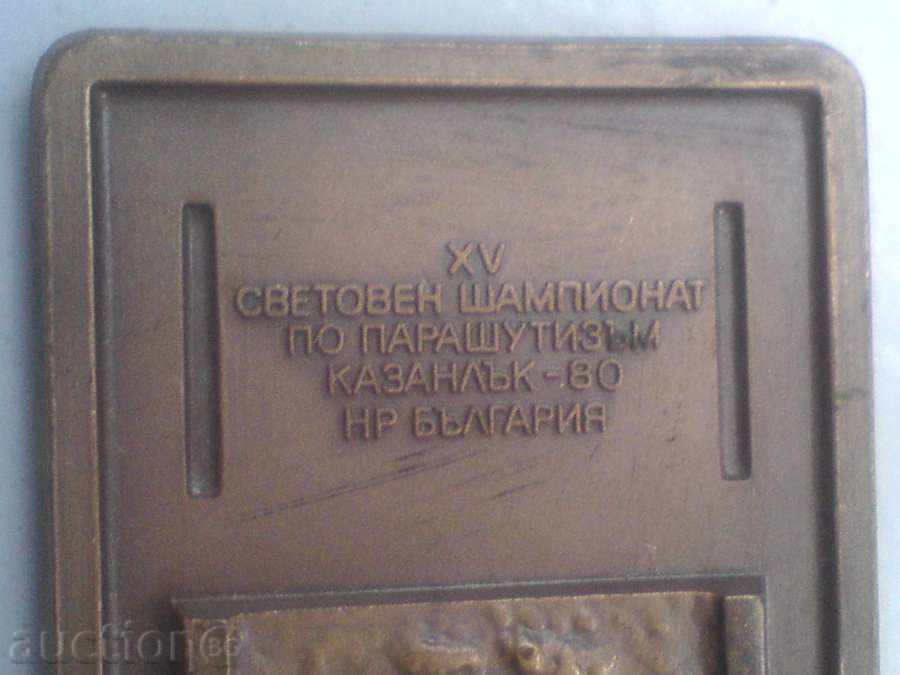 XV
СВЕТОВЕН ШАМПИОНАТ
ПО ПАРАШУТИЗЪМ
КАЗАНЛЪК - 80
НР БЪЛГАРИЯ
auction